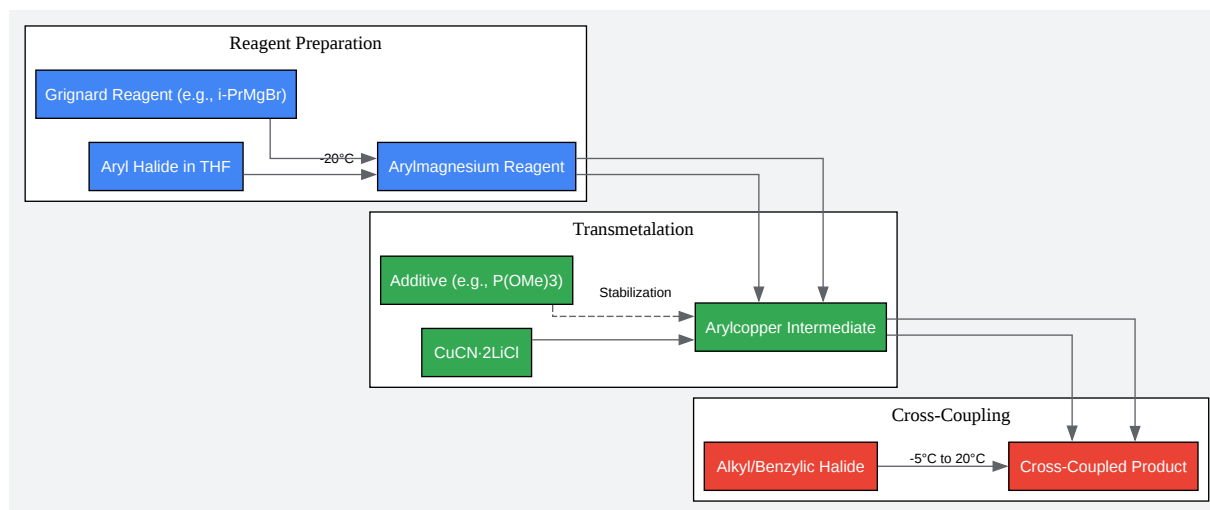 Reagent Preparation
Grignard Reagent (e.g., i-PrMgBr)
-20°C
Aryl Halide in THF
Arylmagnesium Reagent
Transmetalation
Additive (e.g., P(OMe)3)
Stabilization
Arylcopper Intermediate
CuCN·2LiCl
Cross-Coupling
Alkyl/Benzylic Halide
-5°C to 20°C
Cross-Coupled Product